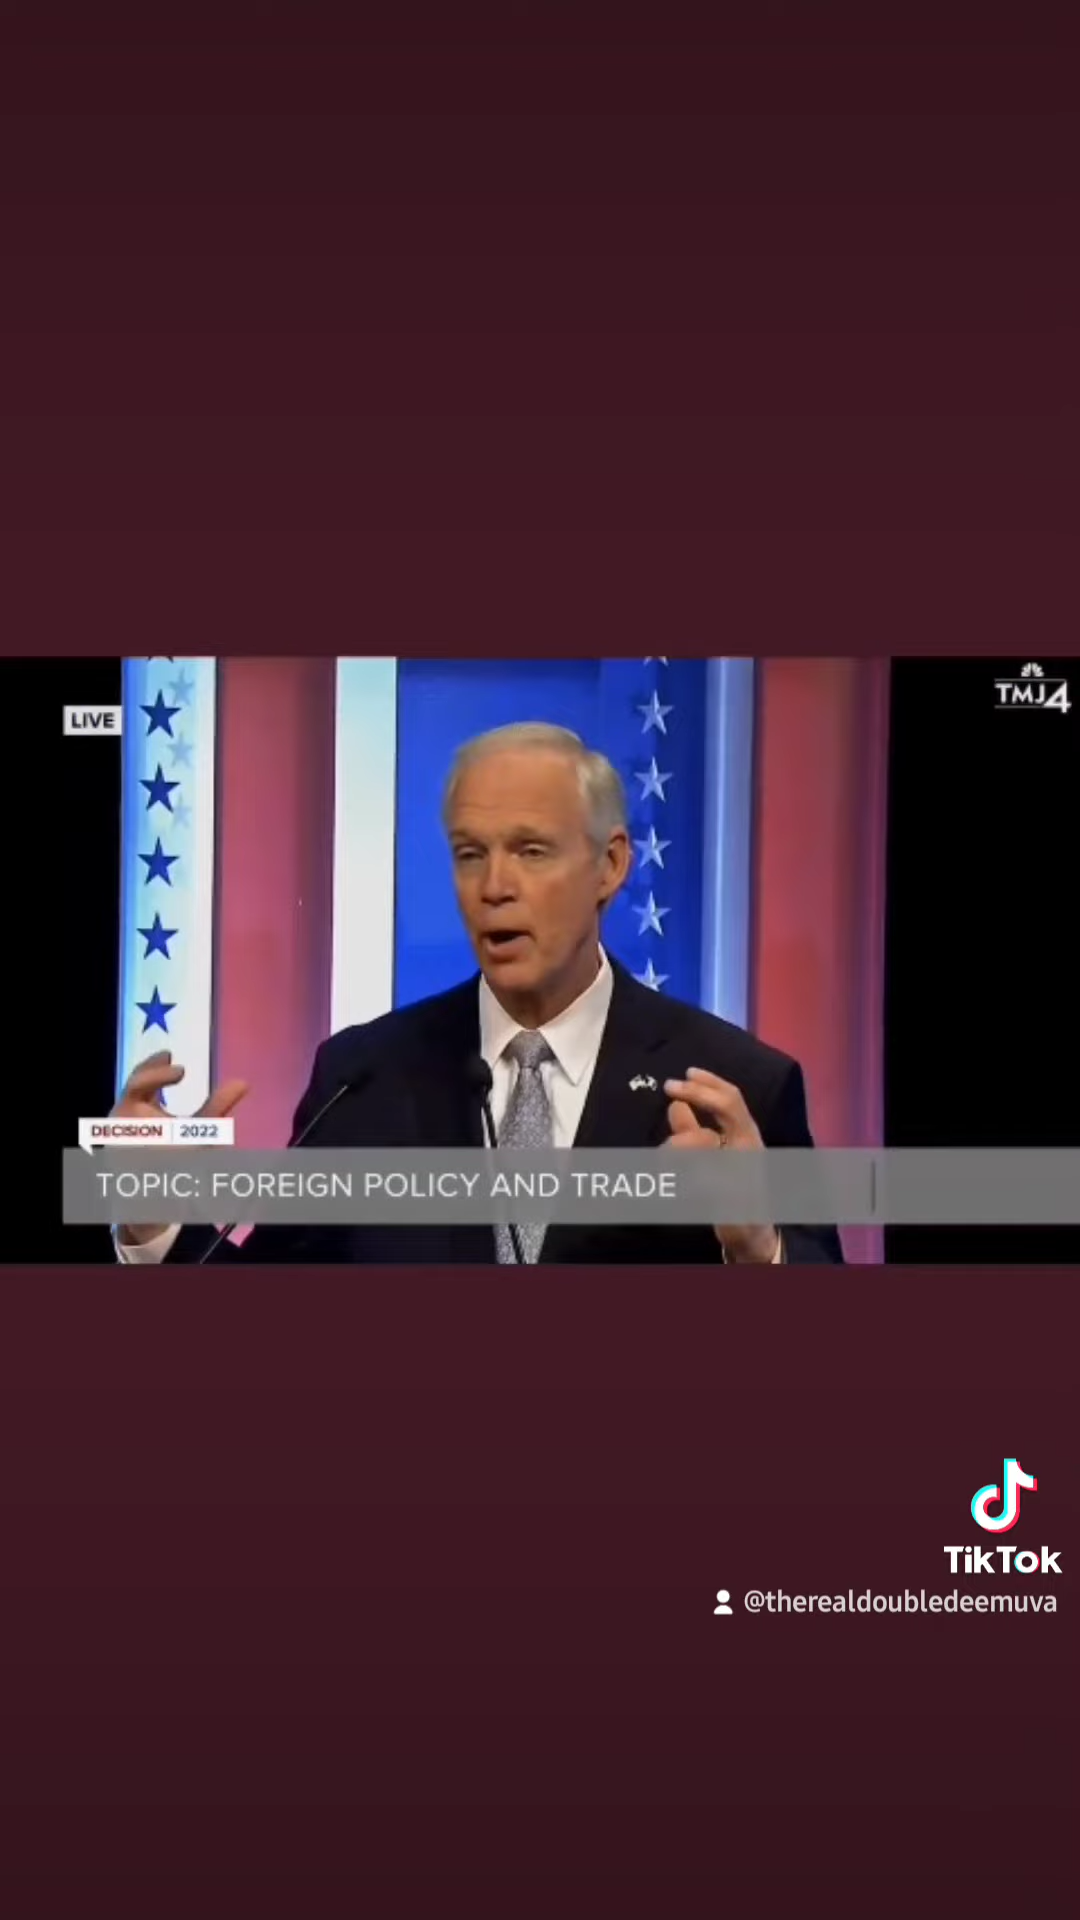 LIVE
TMJ4
DECISION 2022
TOPIC: FOREIGN POLICY AND TRADE
TikTok
@therealdoubledeemuva